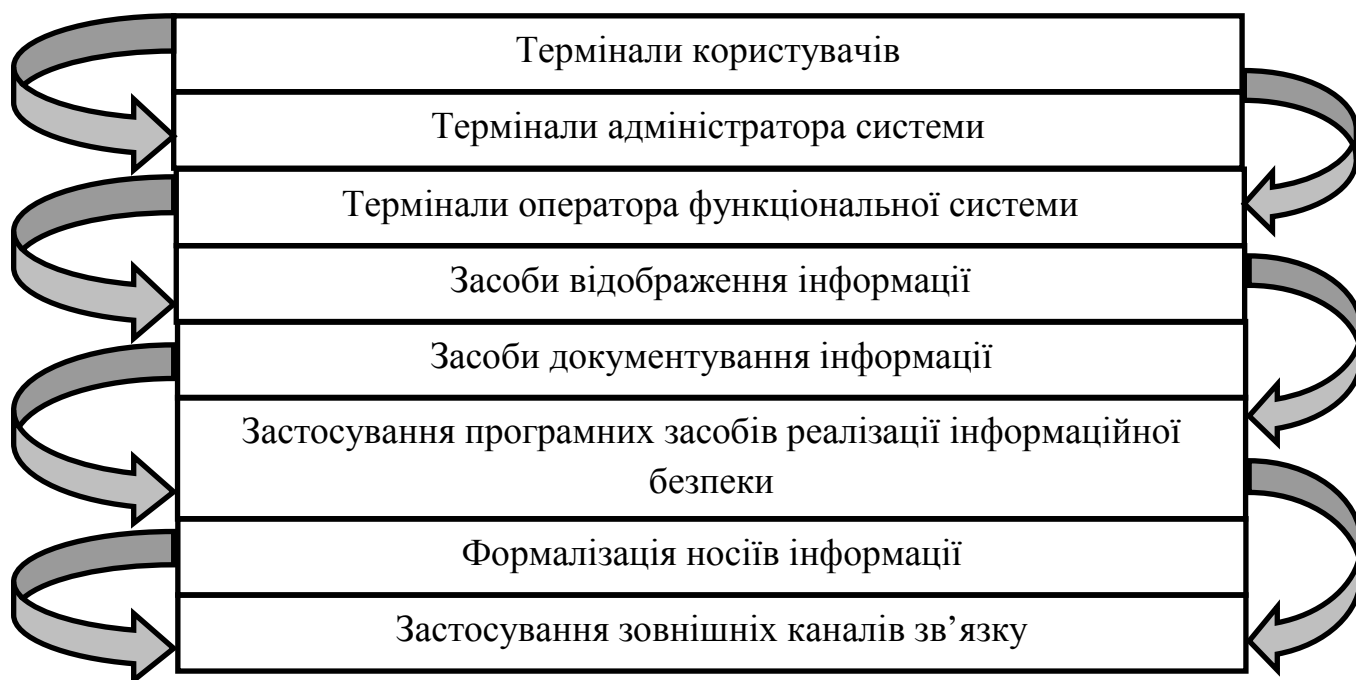 Термінали користувачів
Термінали адміністратора системи
Термінали оператора функціональної системи
Засоби відображення інформації
Засоби документування інформації
Застосування програмних засобів реалізації інформаційної
безпеки
Формалізація носіїв інформації
Застосування зовнішніх каналів зв’язку